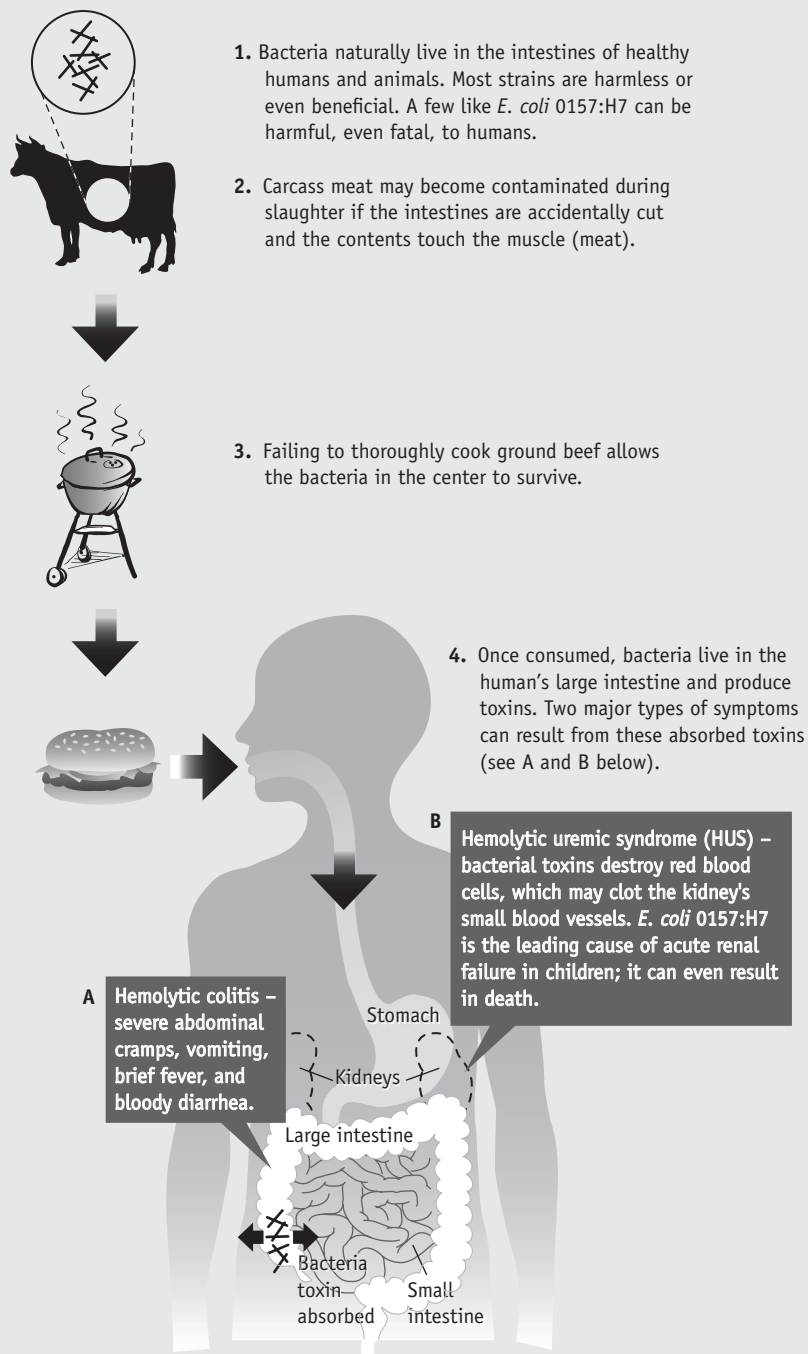 1. Bacteria naturally live in the intestines of healthy
humans and animals. Most strains are harmless or
even beneficial. A few like E. coli 0157:H7 can be
harmful, even fatal, to humans.
2. Carcass meat may become contaminated during
slaughter if the intestines are accidentally cut
and the contents touch the muscle (meat).
3. Failing to thoroughly cook ground beef allows
the bacteria in the center to survive.
4. Once consumed, bacteria live in the
human's large intestine and produce
toxins. Two major types of symptoms
can result from these absorbed toxins
(see A and B below).
B
Hemolytic uremic syndrome (HUS) –
bacterial toxins destroy red blood
cells, which may clot the kidney's
small blood vessels. E. coli 0157:H7
is the leading cause of acute renal
failure in children; it can even result
in death.
A
Hemolytic colitis –
severe abdominal
cramps, vomiting,
brief fever, and
bloody diarrhea.
Stomach
Kidneys
Large intestine
Bacteria
toxin
absorbed
Small
intestine